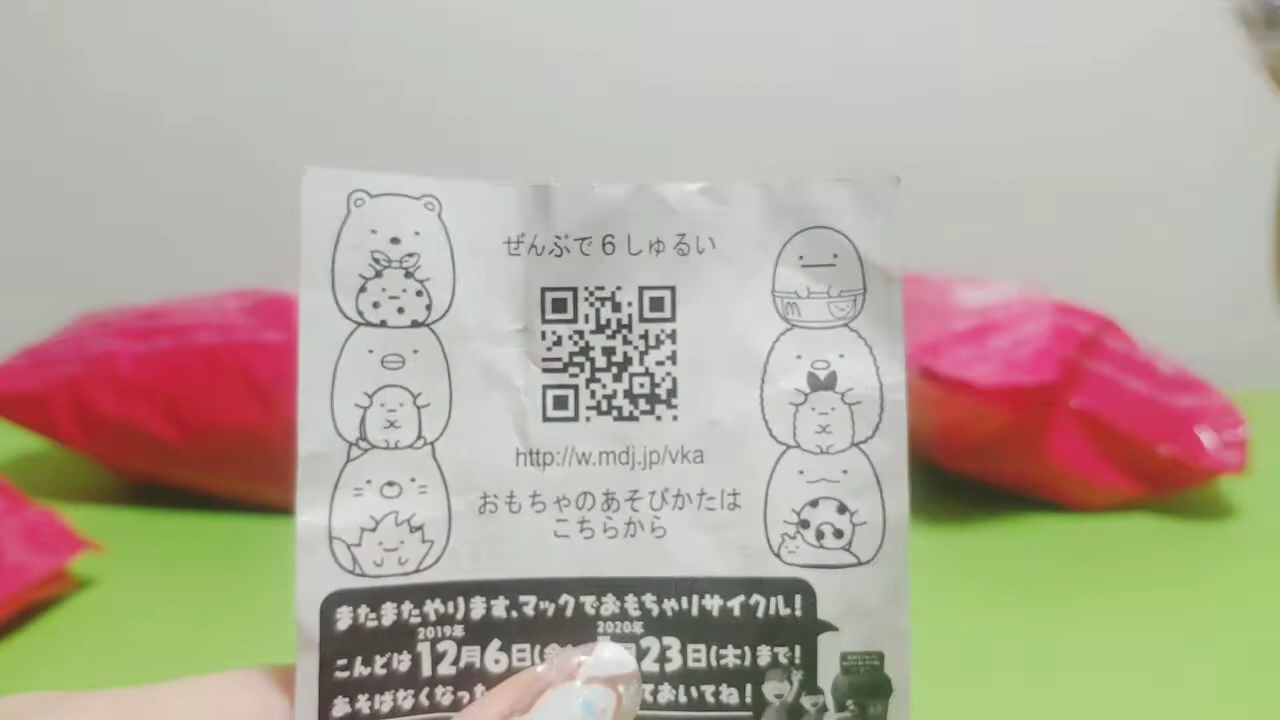 ぜんぶで6しゅるい
http://w.mdj.jp/vka
おもちゃのあそびかたは
こちらから
またまたやります、マックでおもちゃリサイクル!
2019年 2020年
こんどは12月6日(金) 23日(木)まで!
あそばなくなっ ておいてね!